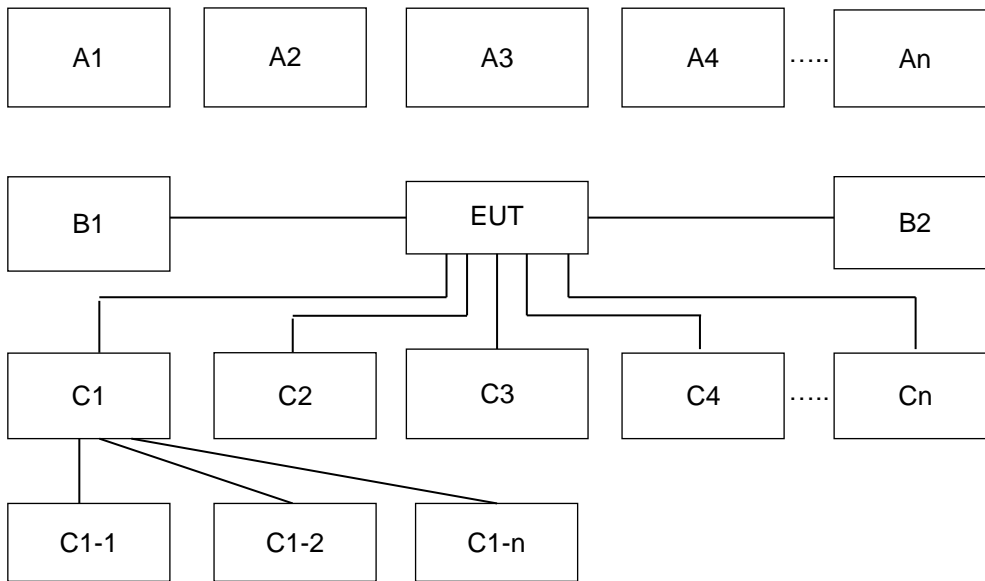 A1 A2 A3 A4 ..... An
B1 EUT B2
C1 C2 C3 C4 ..... Cn
C1-1 C1-2 C1-n